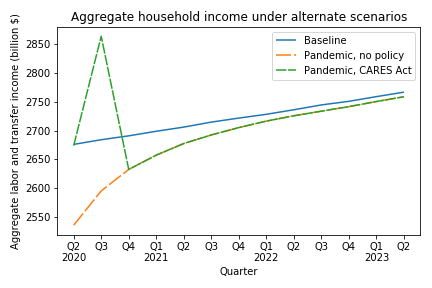 Aggregate household income under alternate scenarios
Aggregate labor and transfer income (billion $)
2850
2800
2750
2700
2650
2600
2550
Baseline
Pandemic, no policy
Pandemic, CARES Act
Q2 Q3 Q4 Q1 Q2 Q3 Q4 Q1 Q2 Q3 Q4 Q1 Q2
2020 2021 2022 2023
Quarter